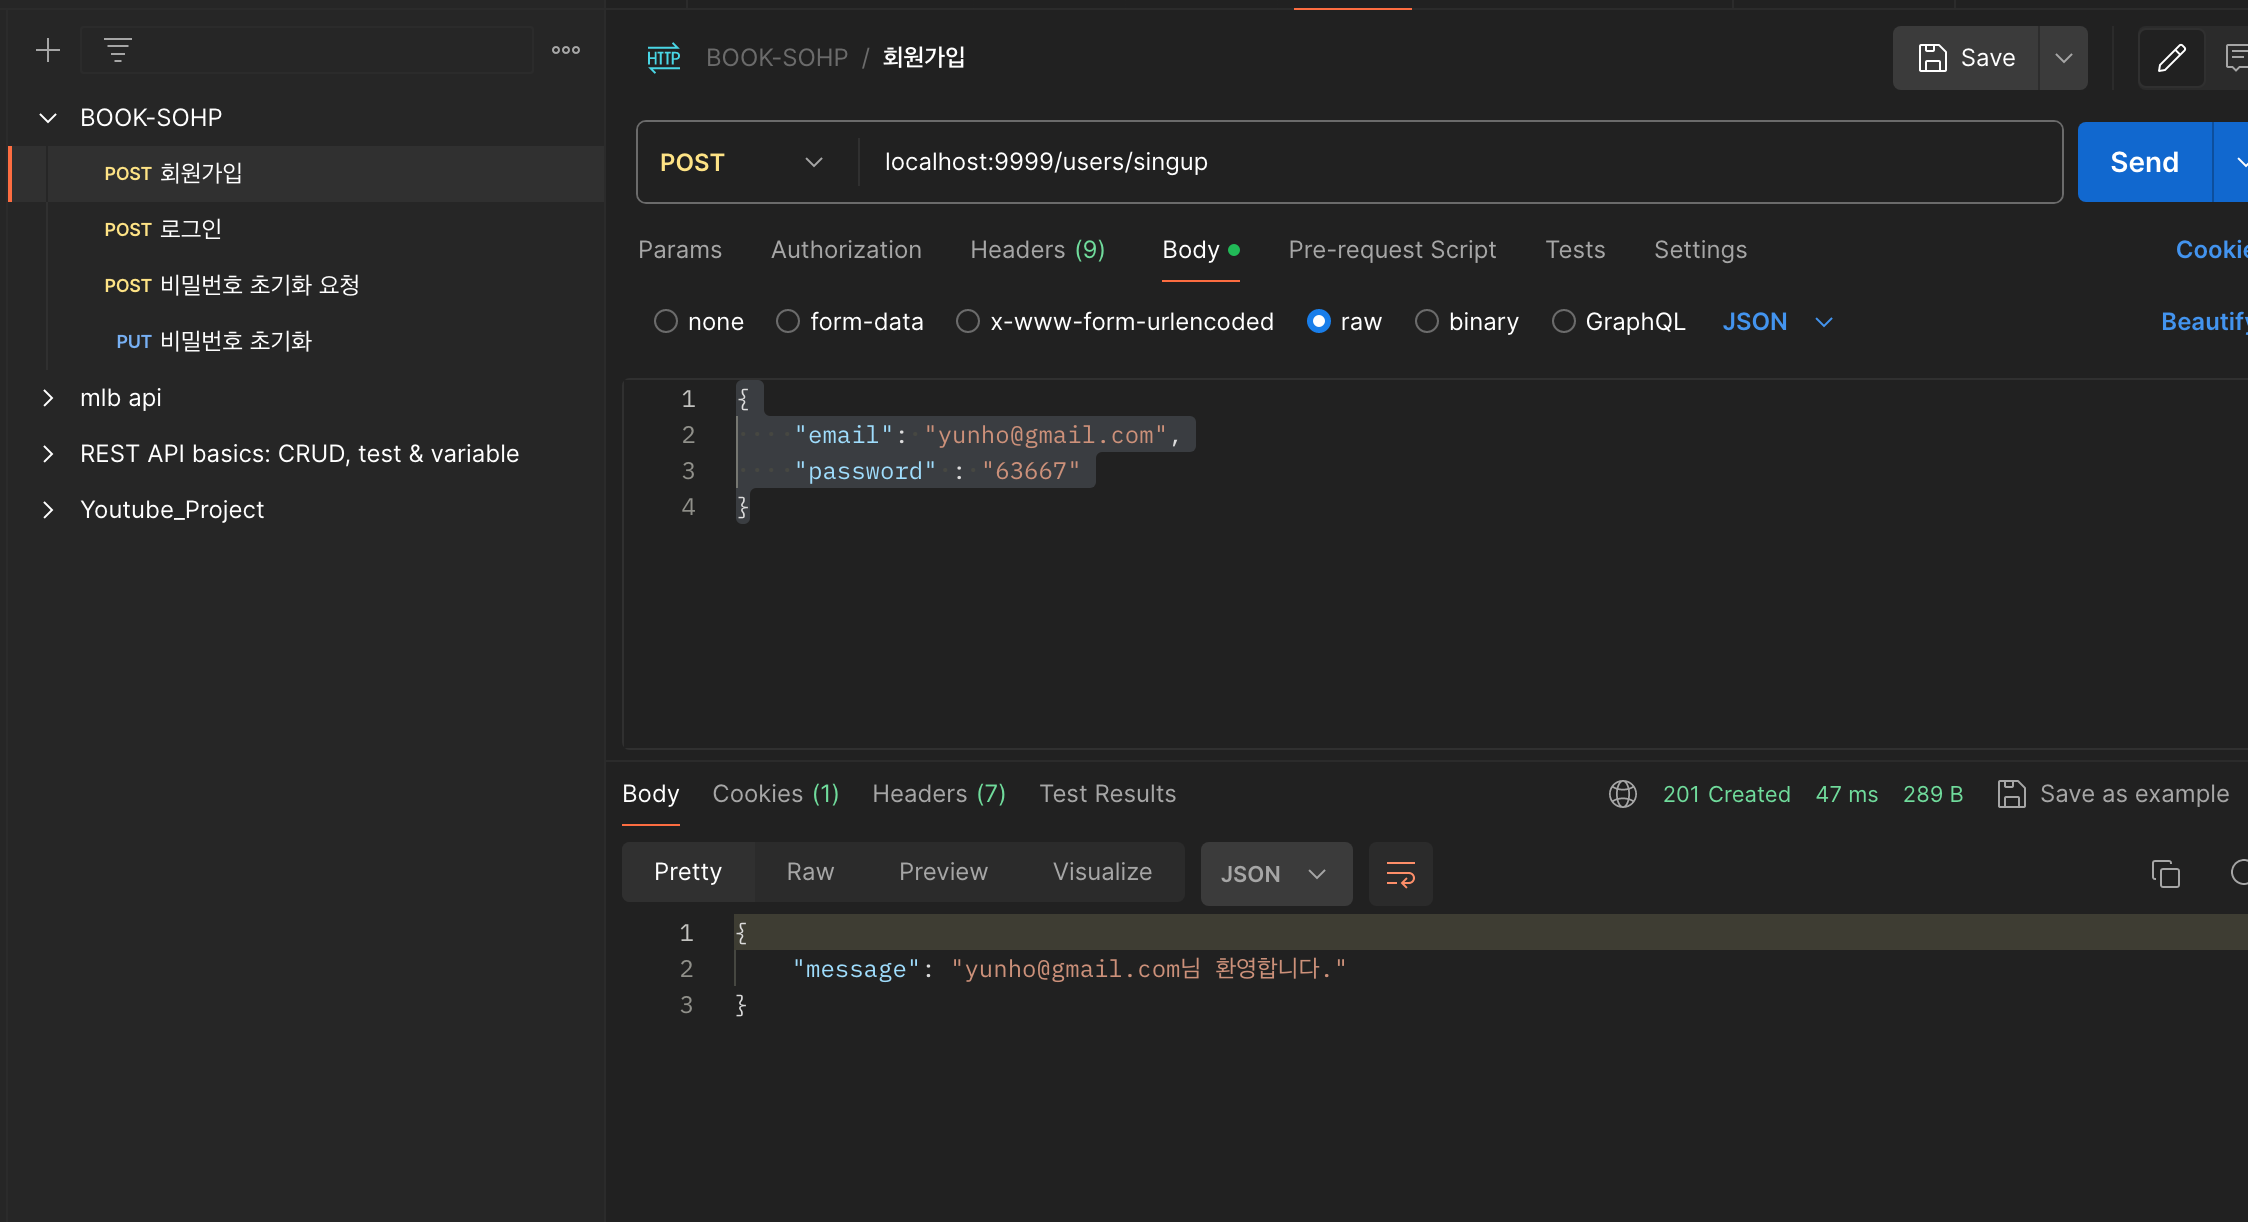 BOOK-SOHP
POST 회원가입
POST 로그인
POST 비밀번호 초기화 요청
PUT 비밀번호 초기화
mlb api
REST API basics: CRUD, test & variable
Youtube_Project
HTTP BOOK-SOHP / 회원가입
Save
POST localhost:9999/users/singup
Send
Params Authorization Headers (9) Body Pre-request Script Tests Settings Cookie
none form-data x-www-form-urlencoded raw binary GraphQL JSON Beautify
1 {
2 "email": "yunho@gmail.com",
3 "password" : "63667"
4 }
Body Cookies (1) Headers (7) Test Results 201 Created 47 ms 289 B Save as example
Pretty Raw Preview Visualize JSON
1 {
2 "message": "yunho@gmail.com님 환영합니다."
3 }